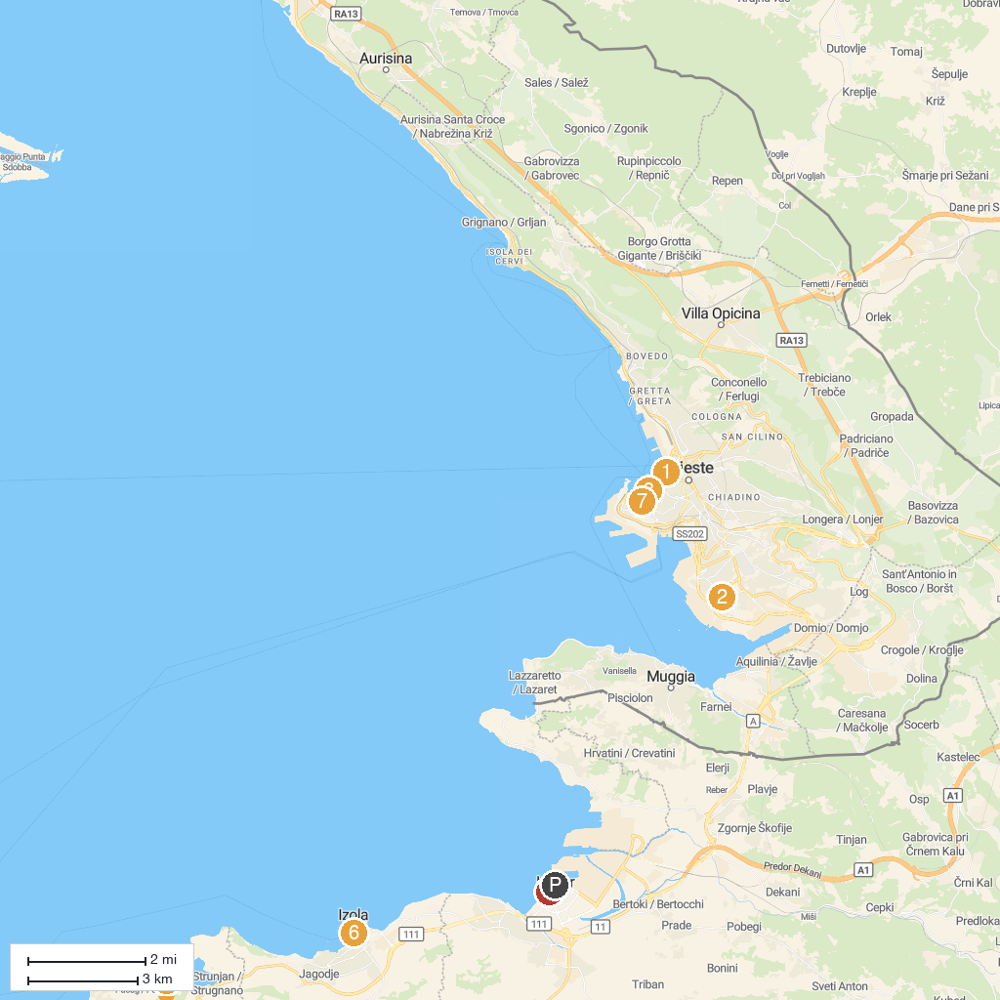 RA13
Ternova / Trnovca
Dutovlje
Tomaj
Aurisina
Šepulje
Sales / Salež
Kreplje
Križ
Aurisina Santa Croce
/ Nabrežina Križ
Sgonico / Zgonik
Voglje
Punta
Sdobba
Gabrovizza
/ Gabrovec
Rupinpiccolo
/ Repnič
Repen
Dol pri Vogljah
Šmarje pri Sežani
Col
Dane pri S
Grignano / Grljan
Borgo Grotta
Gigante / Briščiki
ISOLA DEI
CERVI
Fernetti / Fernetiči
Villa Opicina
Orlek
RA13
BOVEDO
Conconello
/ Ferlugi
Trebiciano
/ Trebče
GRETTA
/ GRETA
Lipica
COLOGNA
Gropada
SAN CILINO
Padriciano
/ Padriče
1
ieste
7
CHIADINO
Basovizza
/ Bazovica
Longera / Lonjer
SS202
Sant'Antonio in
Bosco / Boršt
2
Log
Domio / Domjo
Crogole / Kroglje
Lazzaretto
/ Lazaret
Vanisella
Muggia
Aquilinia / Žavlje
Dolina
Pisciolon
Farnei
A
Caresana
/ Mačkolje
Socerb
Hrvatini / Crevatini
Kastelec
Elerji
Reber
Plavje
A1
Osp
Zgornje Škofije
Tinjan
Gabrovica pri
Črnem Kalu
Predor Dekani
A1
Črni Kal
P
Dekani
Bertoki / Bertocchi
Miši
Cepki
Izola
111
11
Prade
Pobegi
Predloka
6
111
2 mi
3 km
Strunjan /
Strugnano
Jagodje
Bonini
Triban
Sveti Anton